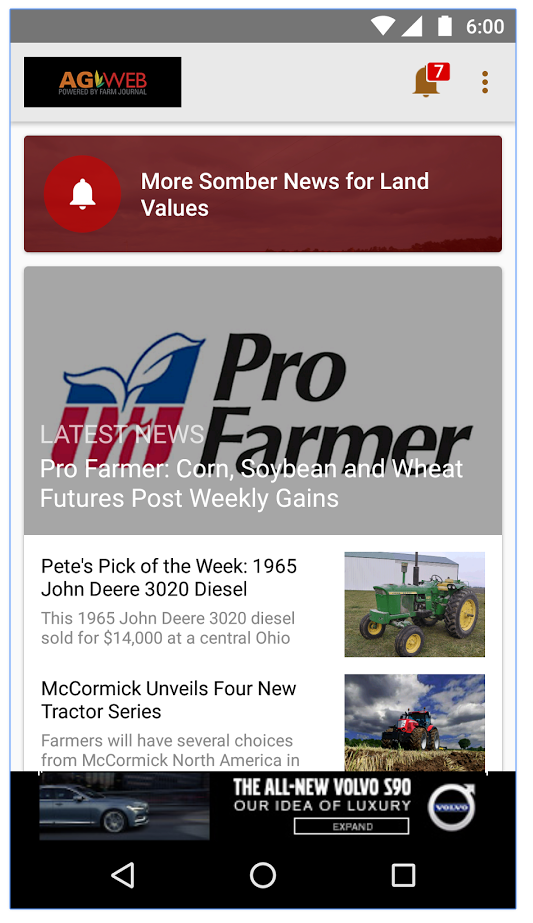 6:00
AGWEB
POWERED BY FARM JOURNAL
7
More Somber News for Land
Values
Pro
Farmer
LATEST NEWS
Pro Farmer: Corn, Soybean and Wheat
Futures Post Weekly Gains
Pete's Pick of the Week: 1965
John Deere 3020 Diesel
This 1965 John Deere 3020 diesel
sold for $14,000 at a central Ohio
McCormick Unveils Four New
Tractor Series
Farmers will have several choices
from McCormick North America in
THE ALL-NEW VOLVO S90
OUR IDEA OF LUXURY
EXPAND
VOLVO